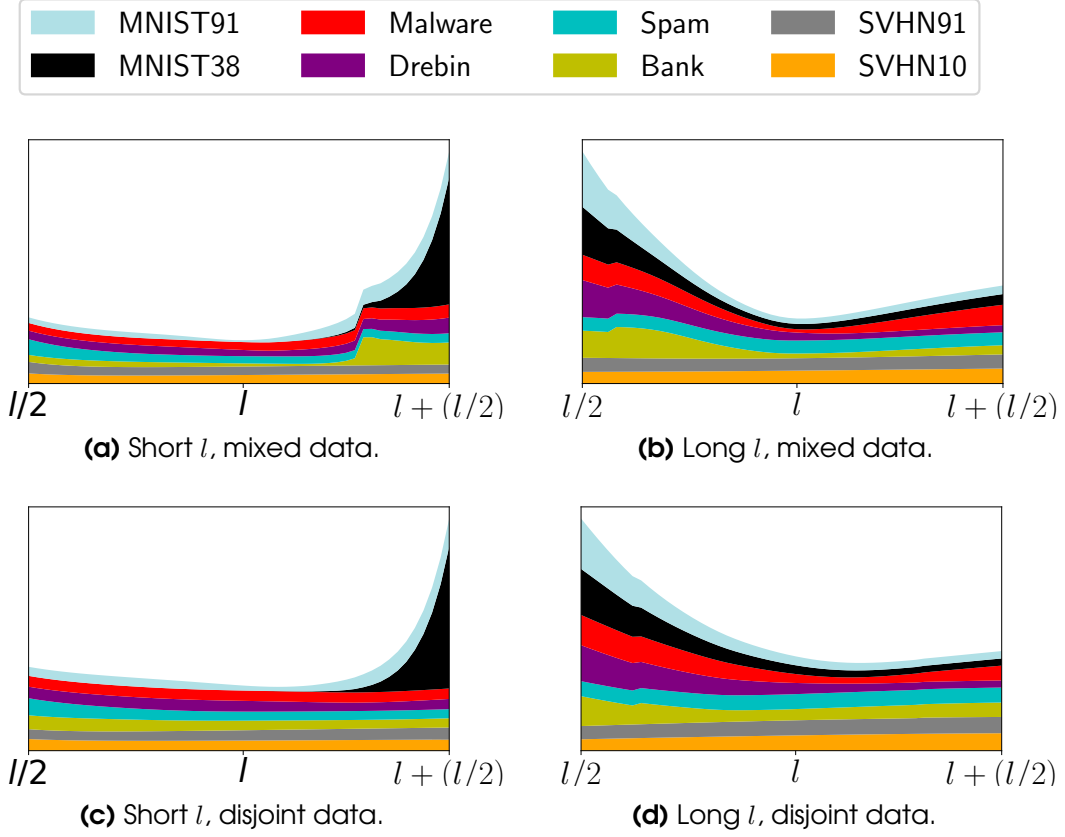 MNIST91 Malware Spam SVHN91
MNIST38 Drebin Bank SVHN10
l/2 l l + (l/2) l/2 l l + (l/2)
(a) Short l, mixed data. (b) Long l, mixed data.
l/2 l l + (l/2) l/2 l l + (l/2)
(c) Short l, disjoint data. (d) Long l, disjoint data.